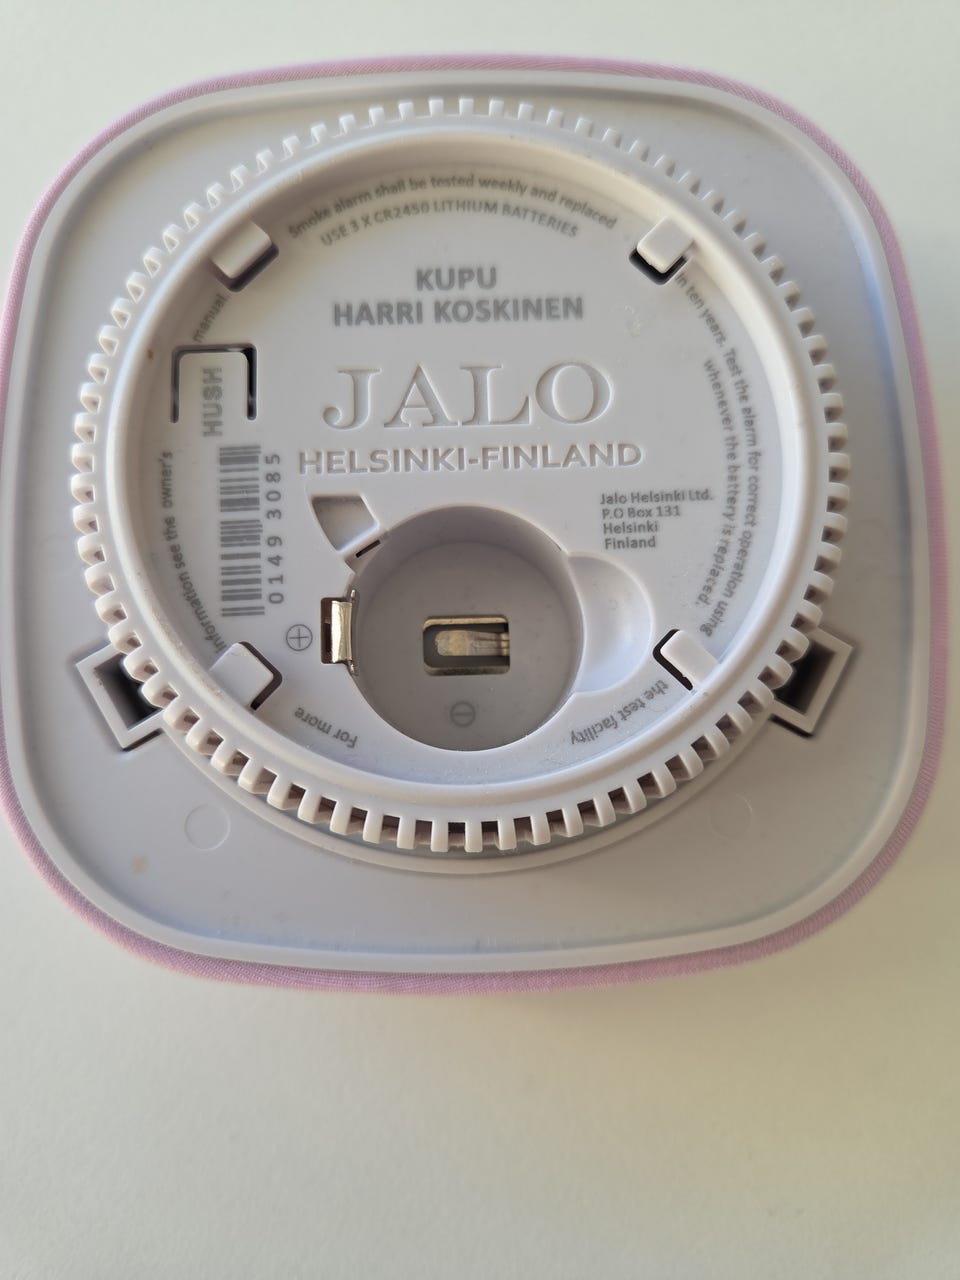 Smoke alarm shall be tested weekly and replaced
in ten years. Test the alarm for correct operation using
the test facility
whenever the battery is replaced.
For more
information see the owner's
manual.
USE 3 X CR2450 LITHIUM BATTERIES
KUPU
HARRI KOSKINEN
JALO
HELSINKI-FINLAND
HUSH
0149 3085
Jalo Helsinki Ltd.
P.O Box 131
Helsinki
Finland
+
-